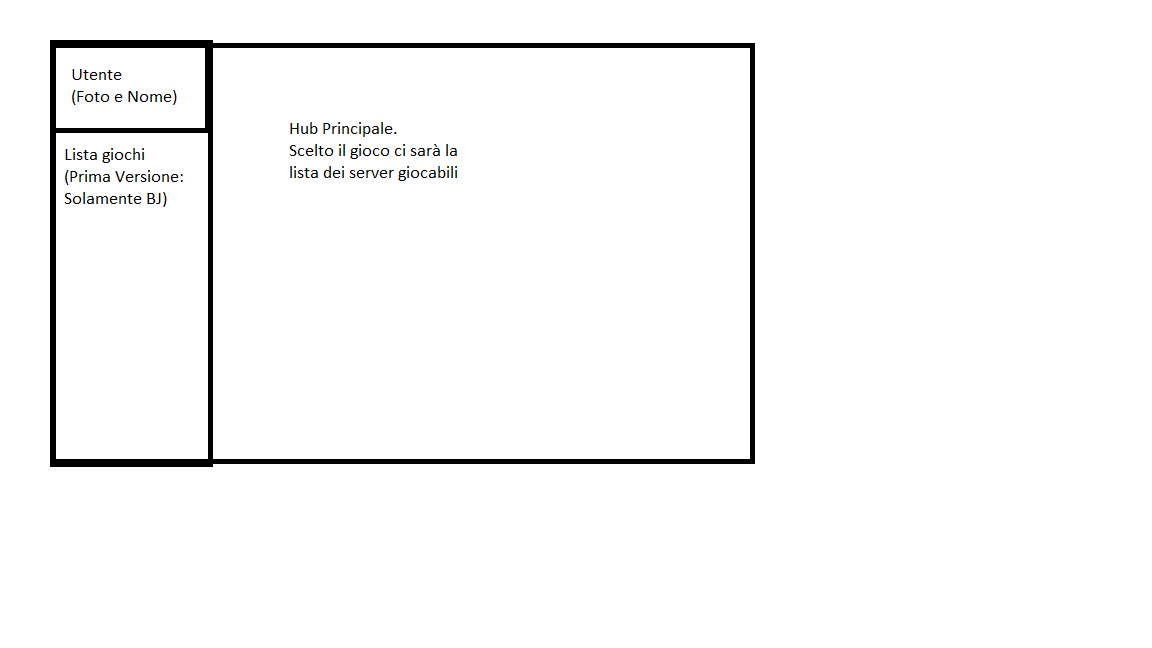 Utente
(Foto e Nome)
Lista giochi
(Prima Versione:
Solamente BJ)
Hub Principale.
Scelto il gioco ci sarà la
lista dei server giocabili